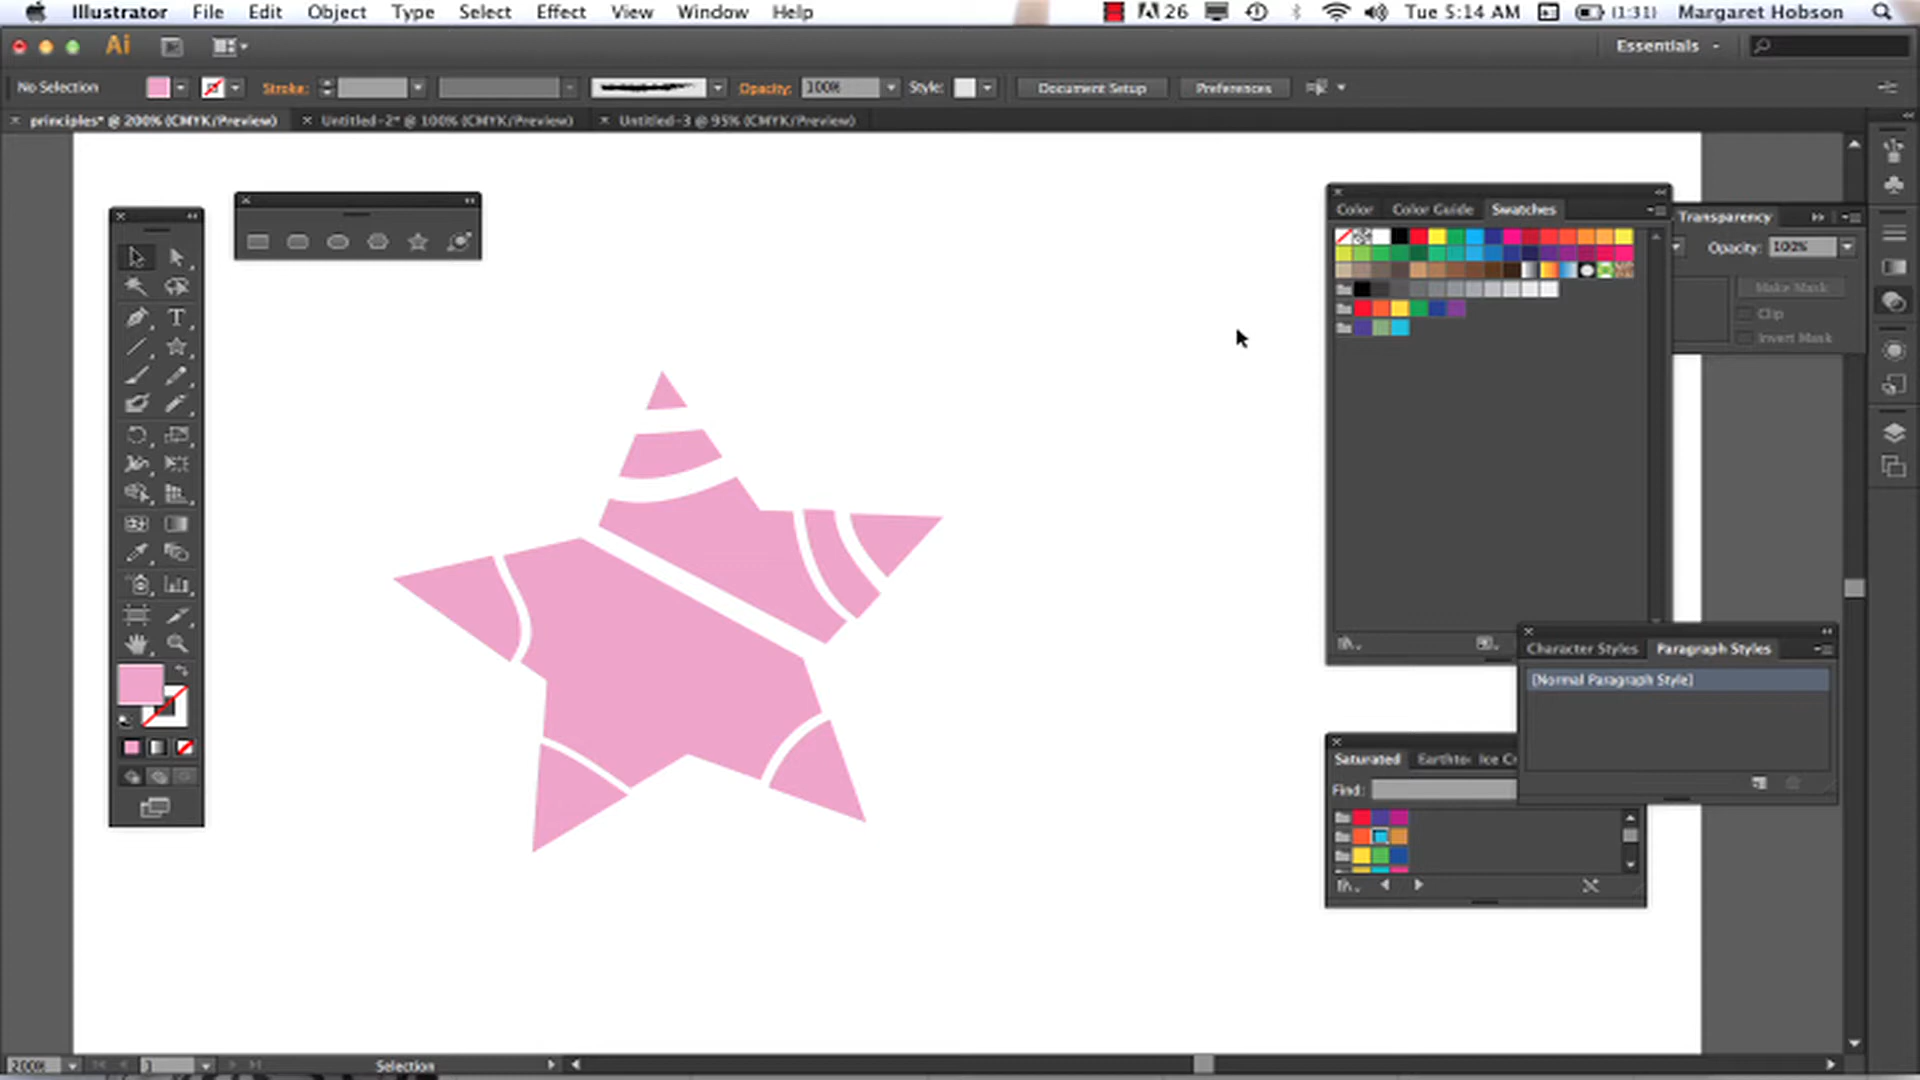 Illustrator File Edit Object Type Select Effect View Window Help 26 Tue 5:14 AM (1:31) Margaret Hobson
Ai Essentials
No Selection Stroke: Opacity: 100% Style: Document Setup Preferences
principles* @ 200% (CMYK/Preview) Untitled-2* @ 100% (CMYK/Preview) Untitled-3 @ 95% (CMYK/Preview)
Color Color Guide Swatches
Transparency
Opacity: 100%
Make Mask
Clip
Invert Mask
Character Styles Paragraph Styles
[Normal Paragraph Style]
Saturated Earthto Ice Cr
Find:
200% 1 Selection